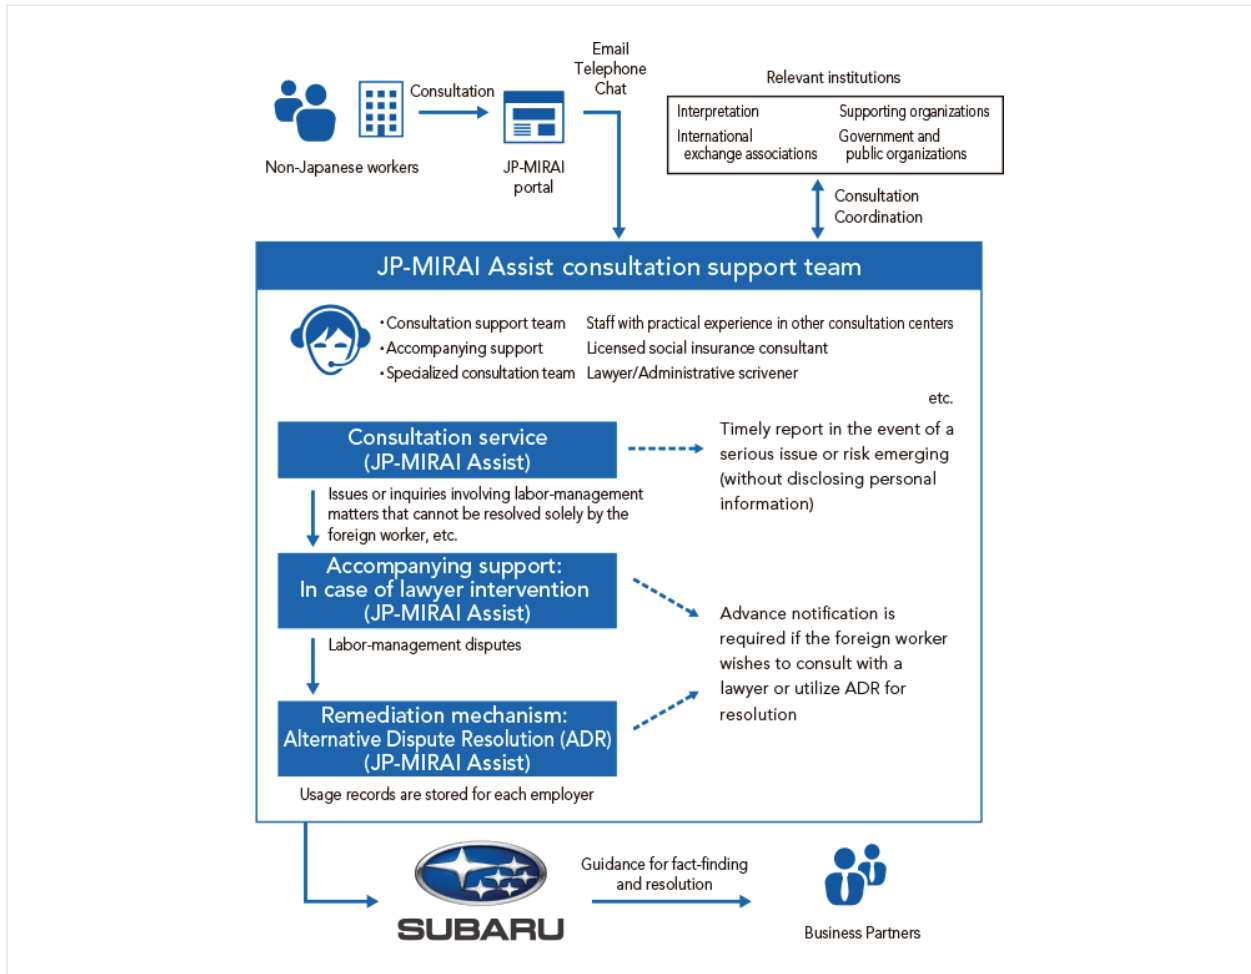 Email
Telephone
Chat
Consultation
Non-Japanese workers
JP-MIRAI
portal
Relevant institutions
Interpretation
Supporting organizations
International
exchange associations
Government and
public organizations
Consultation
Coordination
JP-MIRAI Assist consultation support team
・Consultation support team Staff with practical experience in other consultation centers
・Accompanying support Licensed social insurance consultant
・Specialized consultation team Lawyer/Administrative scrivener
etc.
Consultation service
(JP-MIRAI Assist)
Timely report in the event of a
serious issue or risk emerging
(without disclosing personal
information)
Issues or inquiries involving labor-management
matters that cannot be resolved solely by the
foreign worker, etc.
Accompanying support:
In case of lawyer intervention
(JP-MIRAI Assist)
Labor-management disputes
Advance notification is
required if the foreign worker
wishes to consult with a
lawyer or utilize ADR for
resolution
Remediation mechanism:
Alternative Dispute Resolution (ADR)
(JP-MIRAI Assist)
Usage records are stored for each employer
SUBARU
Guidance for fact-finding
and resolution
Business Partners